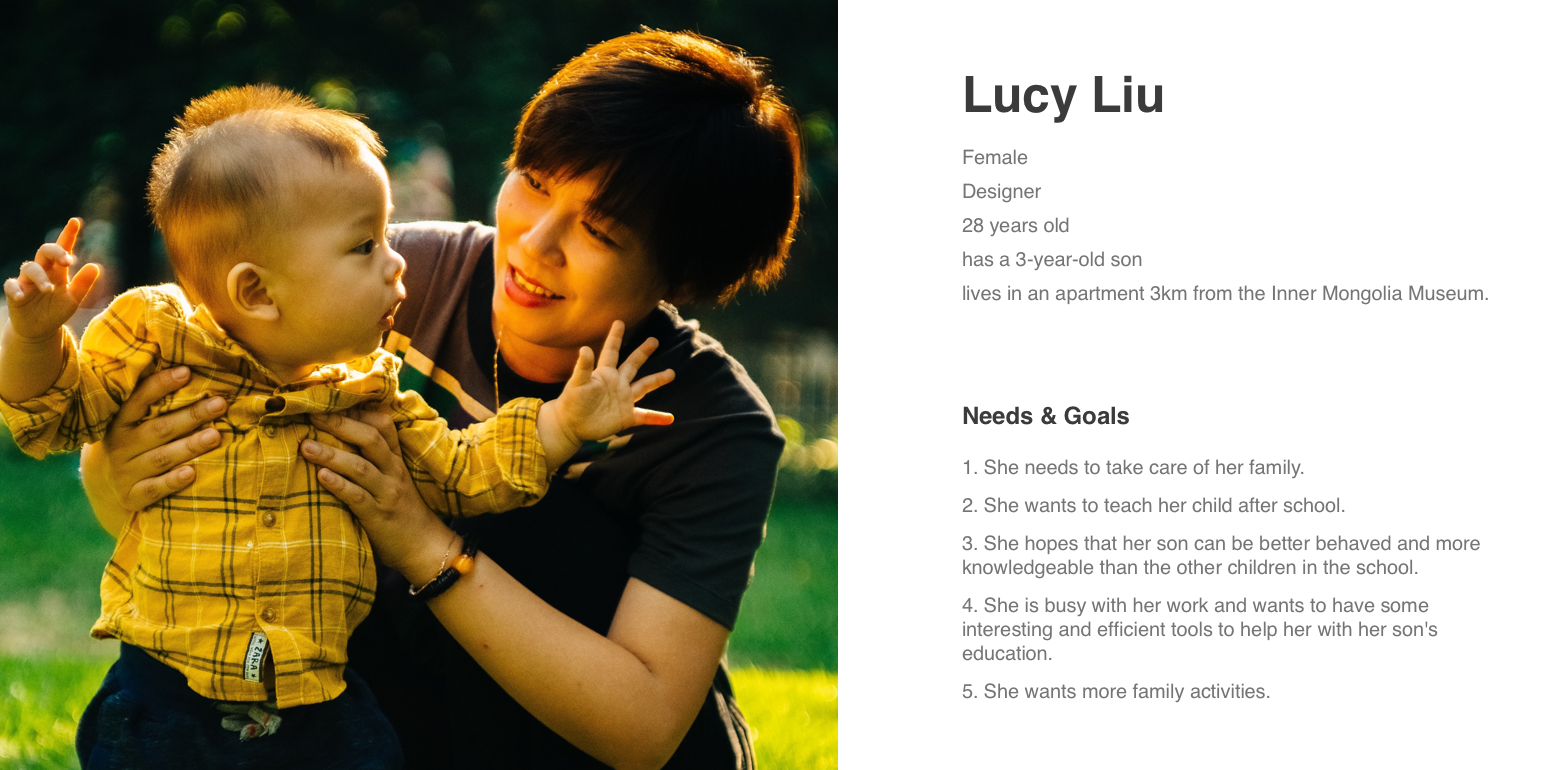 Lucy Liu
Female
Designer
28 years old
has a 3-year-old son
lives in an apartment 3km from the Inner Mongolia Museum.
Needs & Goals
1. She needs to take care of her family.
2. She wants to teach her child after school.
3. She hopes that her son can be better behaved and more
knowledgeable than the other children in the school.
4. She is busy with her work and wants to have some
interesting and efficient tools to help her with her son's
education.
5. She wants more family activities.
ZARA